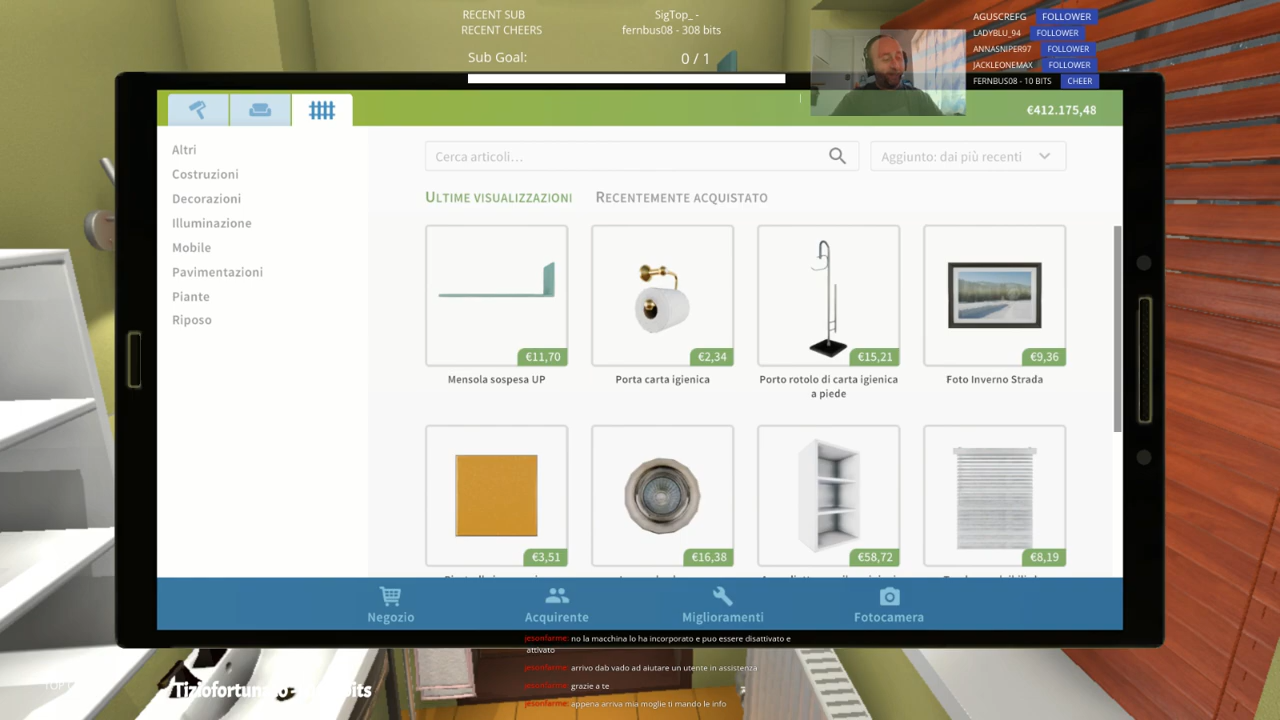 RECENT SUB
SigTop_ -
RECENT CHEERS
fernbus08 - 308 bits
Sub Goal:
0 / 1
AGUSCREFG FOLLOWER
LADYBLU_94 FOLLOWER
ANNASNIPER97 FOLLOWER
JACKLEONEMAX FOLLOWER
FERNBUS08 - 10 BITS CHEER
€412.175,48
Altri
Costruzioni
Decorazioni
Illuminazione
Mobile
Pavimentazioni
Piante
Riposo
Cerca articoli...
Aggiunto: dai più recenti
ULTIME VISUALIZZAZIONI
RECENTEMENTE ACQUISTATO
€11,70
€2,34
€15,21
€9,36
Mensola sospesa UP
Porta carta igienica
Porto rotolo di carta igienica
a piede
Foto Inverno Strada
€3,51
€16,38
€58,72
€8,19
Negozio
Acquirente
Miglioramenti
Fotocamera
jesonfarme: no la macchina lo ha incorporato e puo essere disattivato e
attivato
jesonfarme: arrivo dab vado ad aiutare un utente in assistenza
jesonfarme: grazie a te
jesonfarme: appena arriva mia moglie ti mando le info
bits